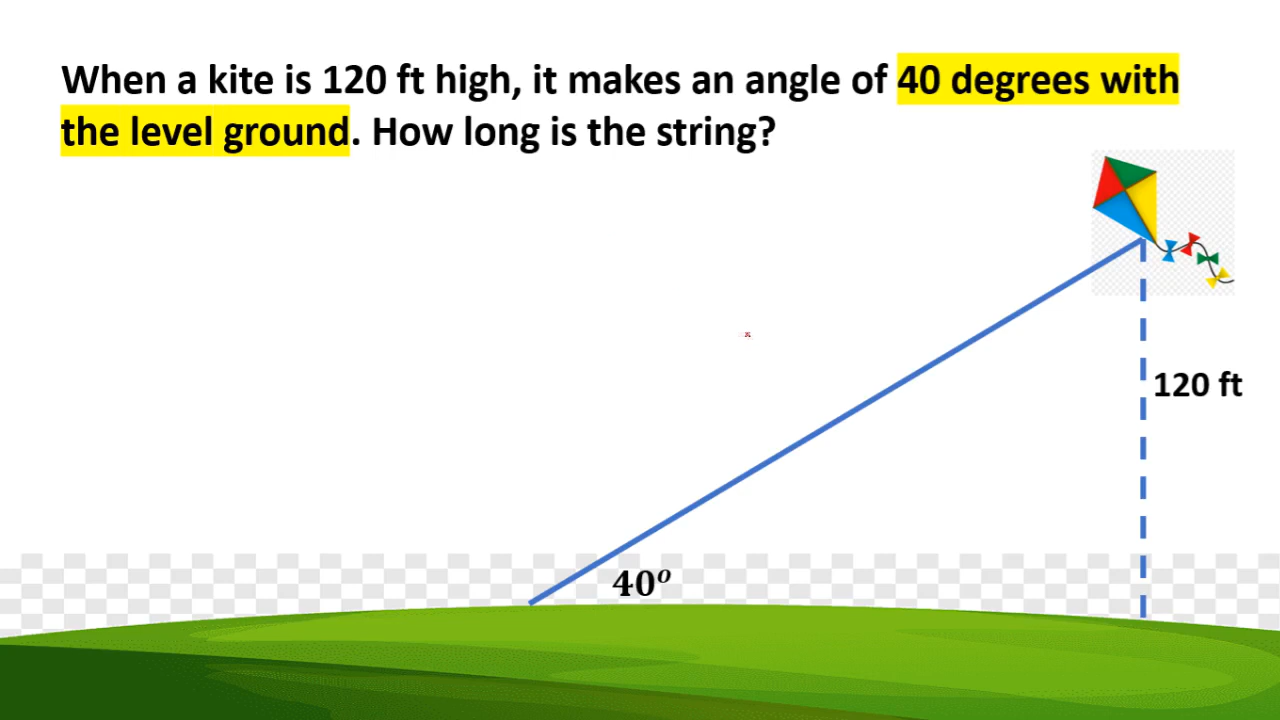 When a kite is 120 ft high, it makes an angle of 40 degrees with
the level ground. How long is the string?
120 ft
40º